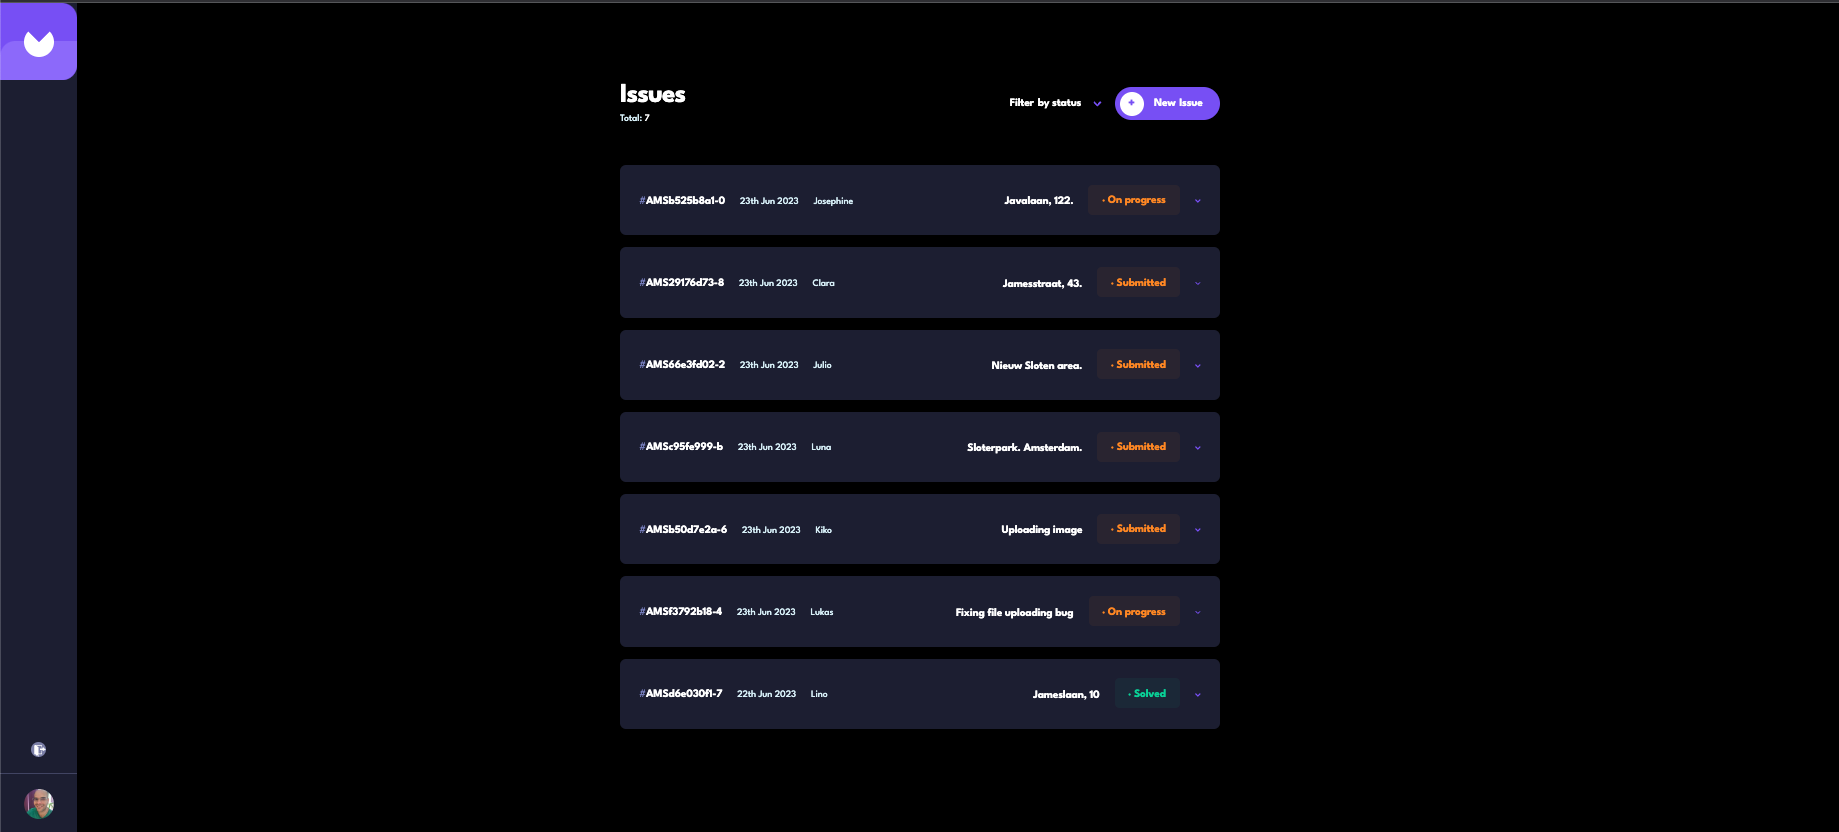 Issues
Total: 7
Filter by status
+ New Issue
#AMSb525b8a1-0 23th Jun 2023 Josephine Javalaan, 122. • On progress
#AMS29176d73-8 23th Jun 2023 Clara Jamesstraat, 43. • Submitted
#AMS66e3fd02-2 23th Jun 2023 Julio Nieuw Sloten area. • Submitted
#AMSc95fe999-b 23th Jun 2023 Luna Sloterpark. Amsterdam. • Submitted
#AMSb50d7e2a-6 23th Jun 2023 Kiko Uploading image • Submitted
#AMSf3792b18-4 23th Jun 2023 Lukas Fixing file uploading bug • On progress
#AMSd6e030f1-7 22th Jun 2023 Lino Jameslaan, 10 • Solved